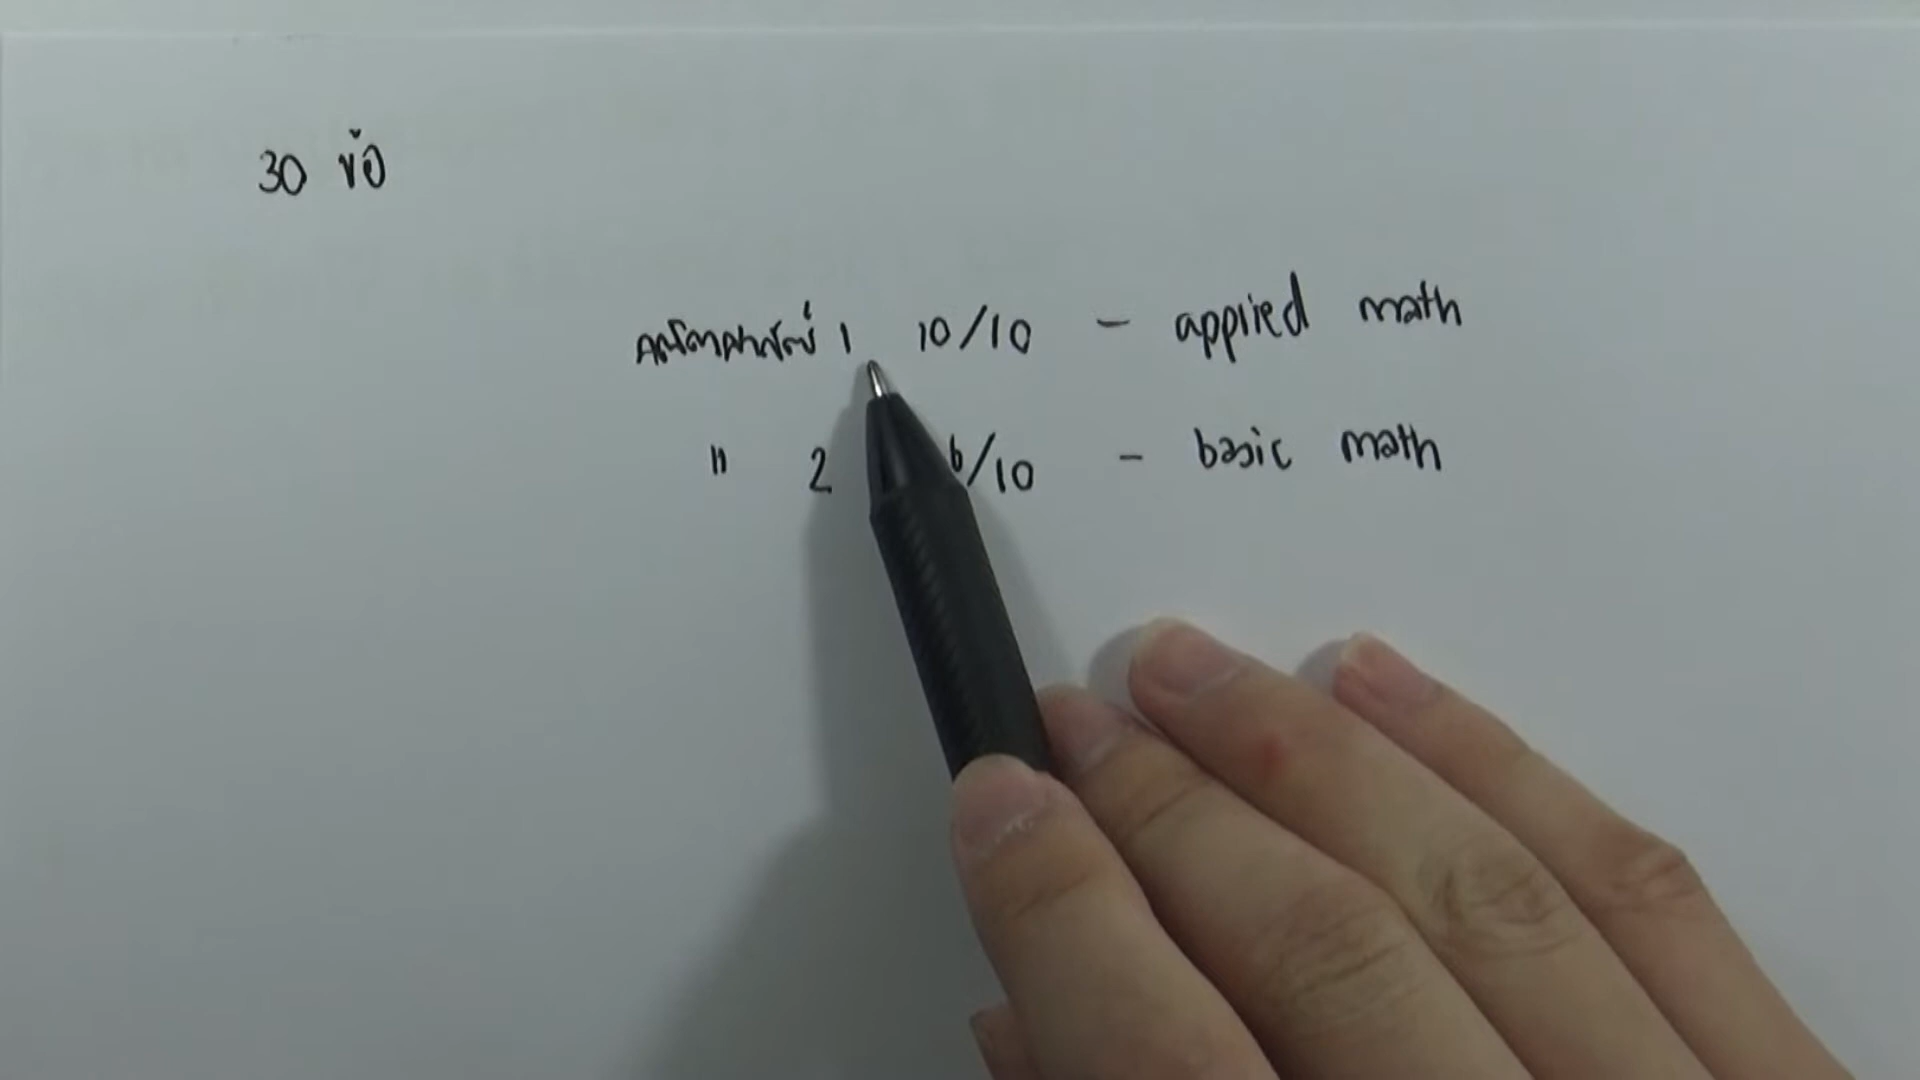 30 ข้อ
คณิตศาสตร์ 1 10/10 - applied math
" 2 6/10 - basic math